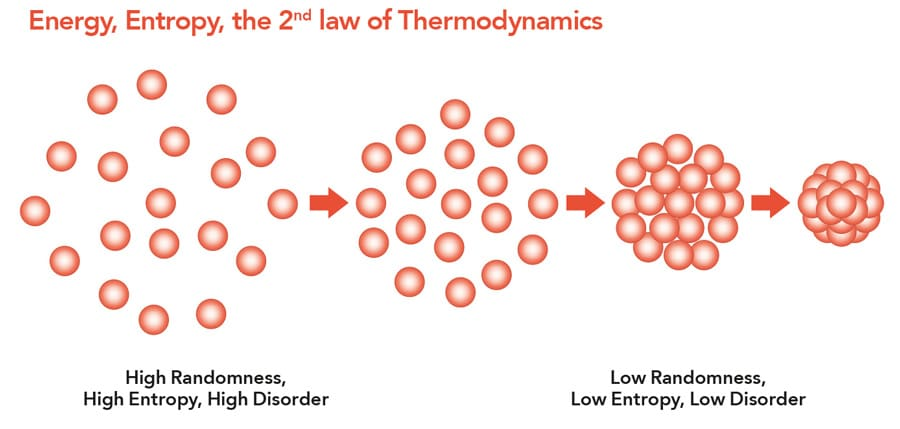 Energy, Entropy, the 2nd law of Thermodynamics
High Randomness,
High Entropy, High Disorder
Low Randomness,
Low Entropy, Low Disorder